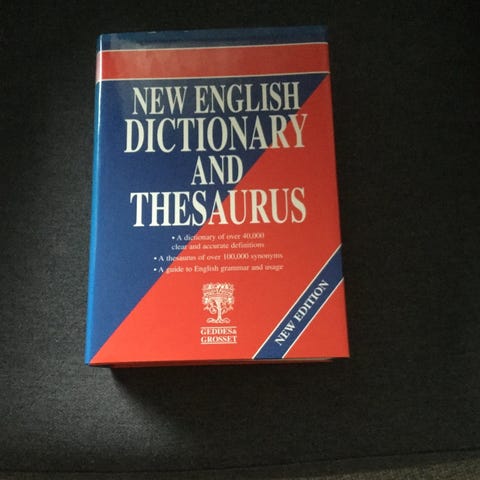 NEW ENGLISH
DICTIONARY
AND
THESAURUS
• A dictionary of over 40,000
clear and accurate definitions
• A thesaurus of over 100,000 synonyms
• A guide to English grammar and usage
GEDDES&
GROSSET
NEW EDITION